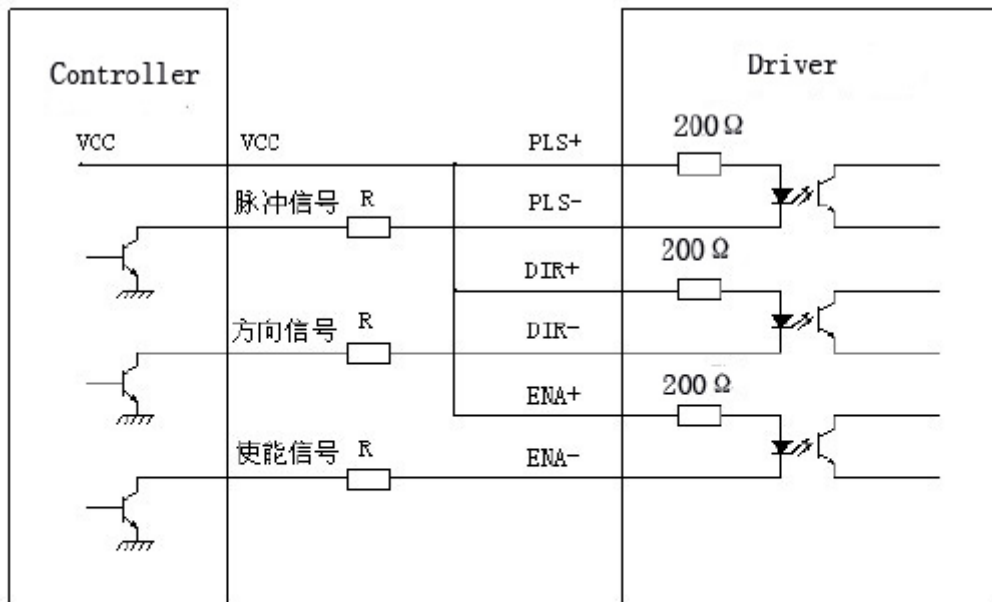 Controller
Driver
VCC
VCC
PLS+
200Ω
脉冲信号
R
PLS-
DIR+
200Ω
方向信号
R
DIR-
ENA+
200Ω
使能信号
R
ENA-